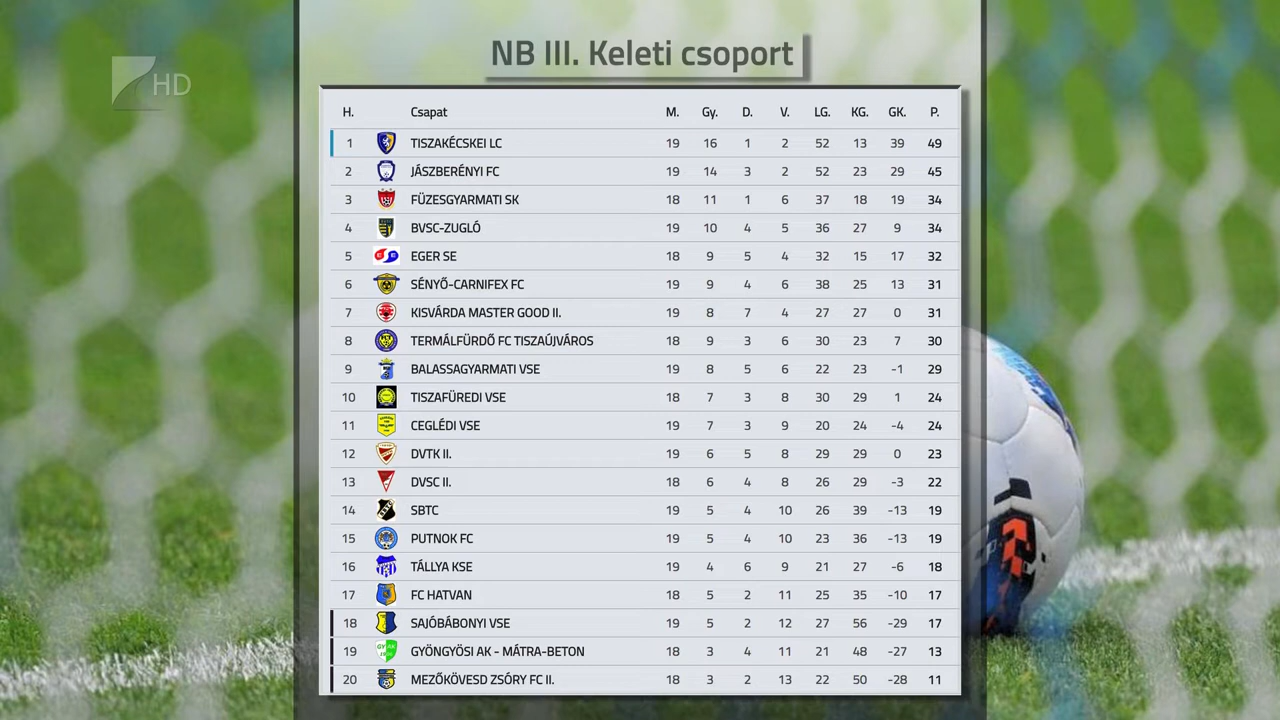 NB III. Keleti csoport
HD
H. Csapat M. Gy. D. V. LG. KG. GK. P.
1 TISZAKÉCSKEI LC 19 16 1 2 52 13 39 49
2 JÁSZBERÉNYI FC 19 14 3 2 52 23 29 45
3 FÜZESGYARMATI SK 18 11 1 6 37 18 19 34
4 BVSC-ZUGLÓ 19 10 4 5 36 27 9 34
5 EGER SE 18 9 5 4 32 15 17 32
6 SÉNYŐ-CARNIFEX FC 19 9 4 6 38 25 13 31
7 KISVÁRDA MASTER GOOD II. 19 8 7 4 27 27 0 31
8 TERMÁLFÜRDŐ FC TISZAÚJVÁROS 18 9 3 6 30 23 7 30
9 BALASSAGYARMATI VSE 19 8 5 6 22 23 -1 29
10 TISZAFÜREDI VSE 18 7 3 8 30 29 1 24
11 CEGLÉDI VSE 19 7 3 9 20 24 -4 24
12 DVTK II. 19 6 5 8 29 29 0 23
13 DVSC II. 18 6 4 8 26 29 -3 22
14 SBTC 19 5 4 10 26 39 -13 19
15 PUTNOK FC 19 5 4 10 23 36 -13 19
16 TÁLLYA KSE 19 4 6 9 21 27 -6 18
17 FC HATVAN 18 5 2 11 25 35 -10 17
18 SAJÓBÁBONYI VSE 19 5 2 12 27 56 -29 17
19 GYÖNGYÖSI AK - MÁTRA-BETON 18 3 4 11 21 48 -27 13
20 MEZŐKÖVESD ZSÓRY FC II. 18 3 2 13 22 50 -28 11